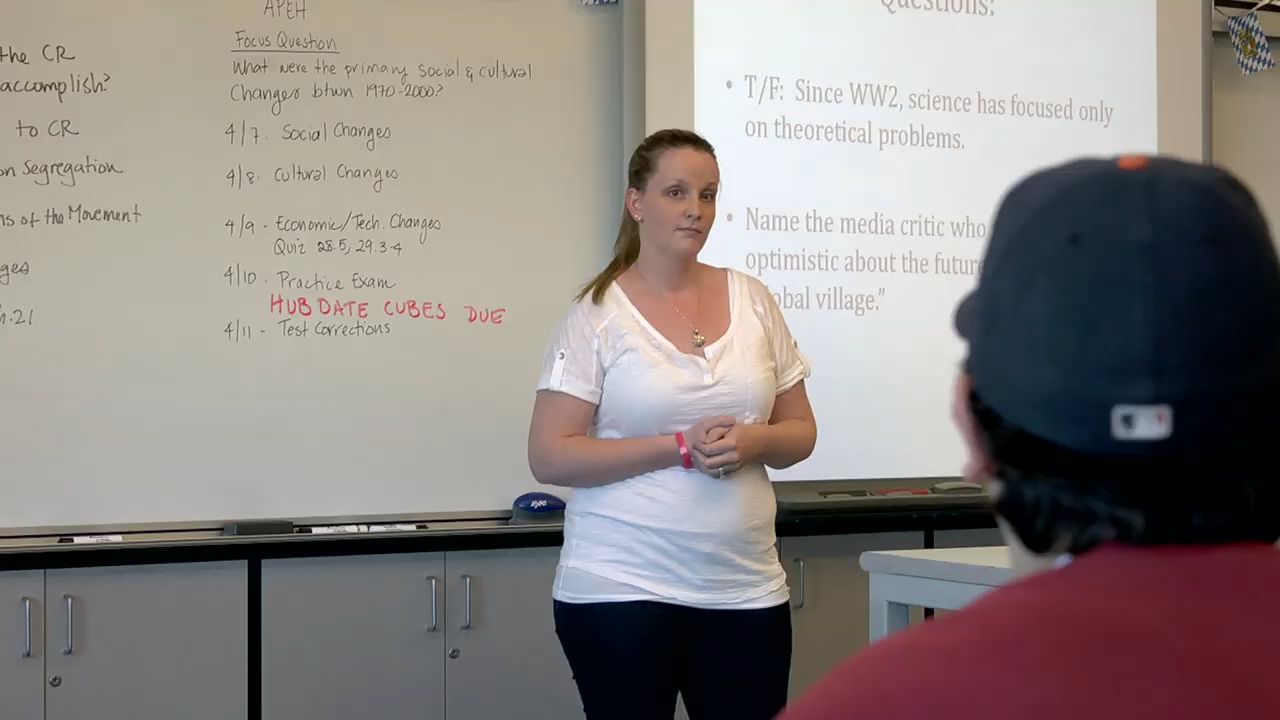 the CR
accomplish?
to CR
on Segregation
ns of the Movement
ges
h.21
APEH
Focus Question
What were the primary social & cultural
Changes btwn 1970-2000?
4/7. Social Changes
4/8. Cultural Changes
4/9 - Economic/Tech. Changes
Quiz 28.5, 29.3-4
4/10. Practice Exam
HUBDATE CUBES DUE
4/11 - Test Corrections
Questions:
• T/F: Since WW2, science has focused only
on theoretical problems.
• Name the media critic who
optimistic about the futur
obal village.”
EXPO